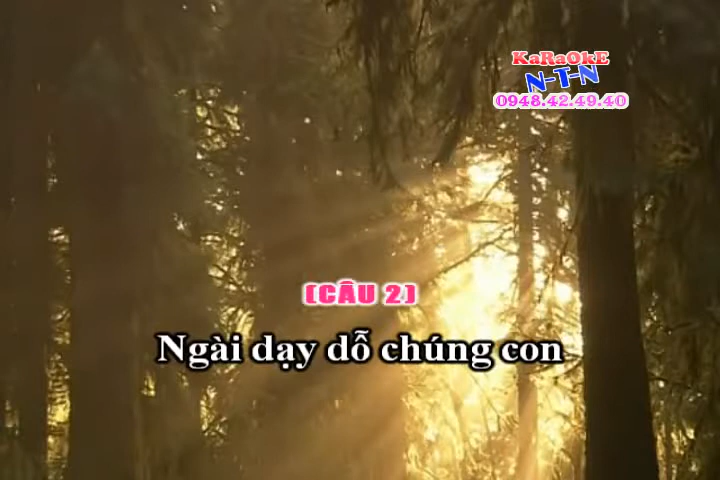 KaRaOkE
N-T-N
0948.42.49.40
(CÂU 2)
Ngài dạy dỗ chúng con